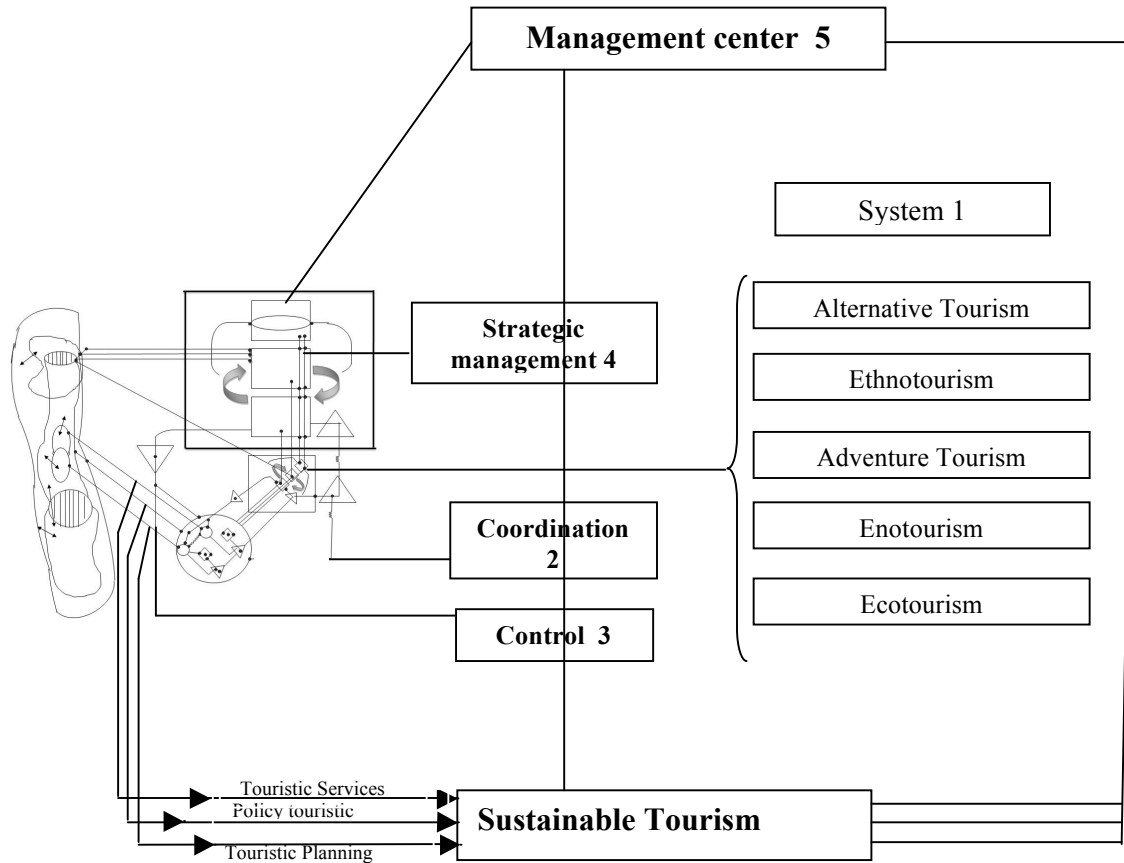 Management center 5
System 1
Alternative Tourism
Strategic
management 4
Ethnotourism
Adventure Tourism
Coordination
2
Enotourism
Ecotourism
Control 3
Touristic Services
Policy touristic
Touristic Planning
Sustainable Tourism